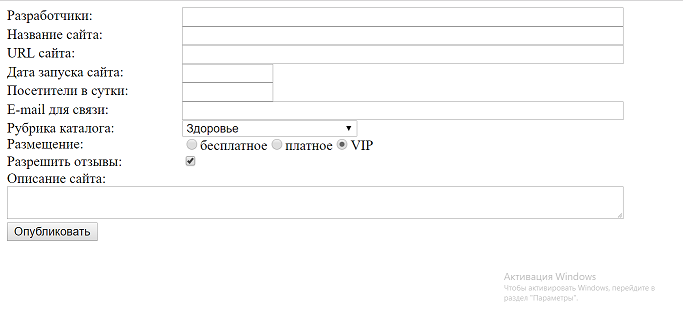 Разработчики:
Название сайта:
URL сайта:
Дата запуска сайта:
Посетители в сутки:
E-mail для связи:
Рубрика каталога: Здоровье
Размещение: бесплатное платное VIP
Разрешить отзывы:
Описание сайта:
Опубликовать
Активация Windows
Чтобы активировать Windows, перейдите в
раздел "Параметры".